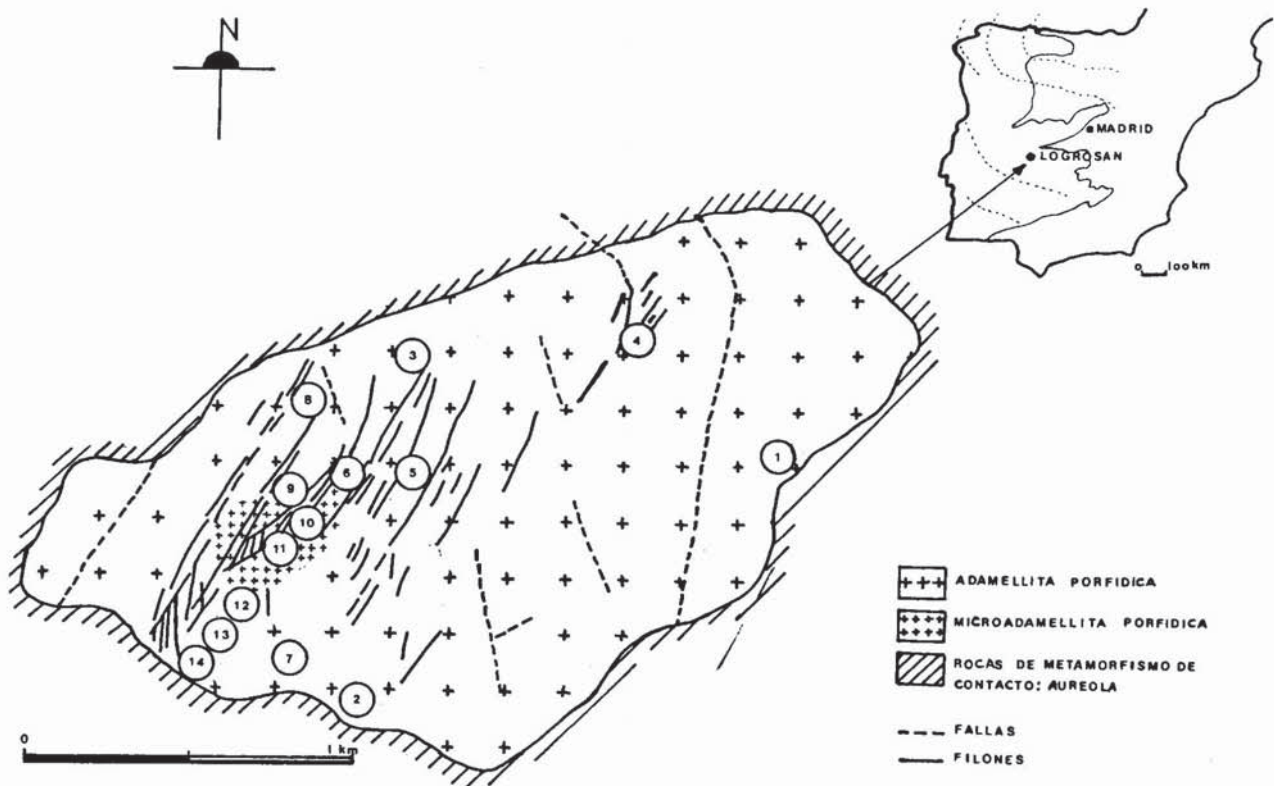 N
MADRID
LOGROSAN
0 100km
3
4
8
1
6
5
9
10
11
12
13
7
14
2
ADAMELLITA PORFIDICA
MICROADAMELLITA PORFIDICA
ROCAS DE METAMORFISMO DE
CONTACTO: AUREOLA
FALLAS
FILONES
0 1 km